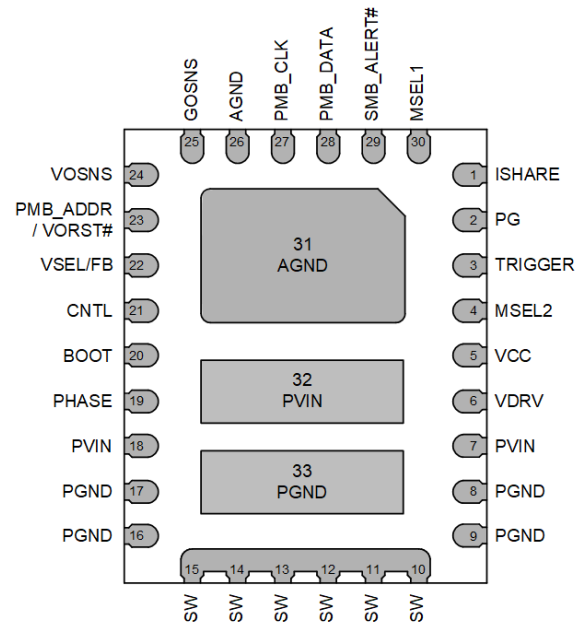 GOSNS
AGND
PMB_CLK
PMB_DATA
SMB_ALERT#
MSEL1
25
26
27
28
29
30
VOSNS
24
1
ISHARE
PMB_ADDR
/ VORST#
23
2
PG
31
AGND
VSEL/FB
22
3
TRIGGER
CNTL
21
4
MSEL2
BOOT
20
5
VCC
32
PVIN
PHASE
19
6
VDRV
PVIN
18
7
PVIN
33
PGND
PGND
17
8
PGND
PGND
16
9
PGND
15
14
13
12
11
10
SW
SW
SW
SW
SW
SW